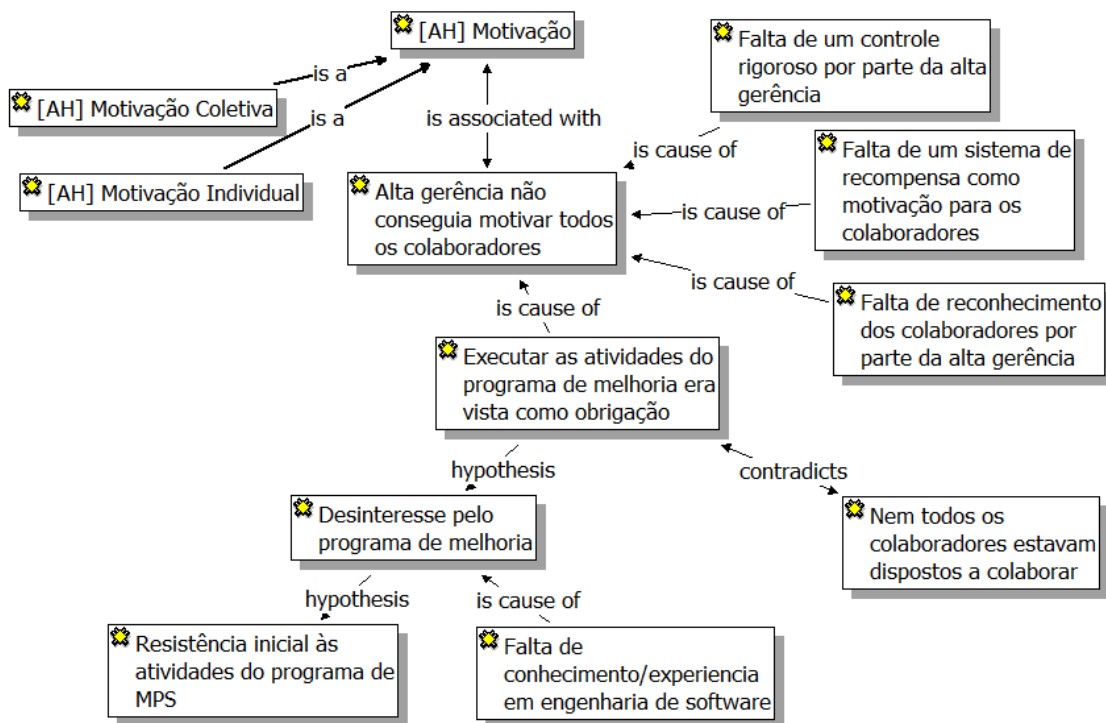 [AH] Motivação
Falta de um controle
rigoroso por parte da alta
gerência
is a
[AH] Motivação Coletiva
is a
is associated with
is cause of
[AH] Motivação Individual
Alta gerência não
conseguia motivar todos
os colaboradores
is cause of
Falta de um sistema de
recompensa como
motivação para os
colaboradores
is cause of
Falta de reconhecimento
dos colaboradores por
parte da alta gerência
is cause of
Executar as atividades do
programa de melhoria era
vista como obrigação
hypothesis
contradicts
Desinteresse pelo
programa de melhoria
Nem todos os
colaboradores estavam
dispostos a colaborar
hypothesis
is cause of
Resistência inicial às
atividades do programa de
MPS
Falta de
conhecimento/experiencia
em engenharia de software